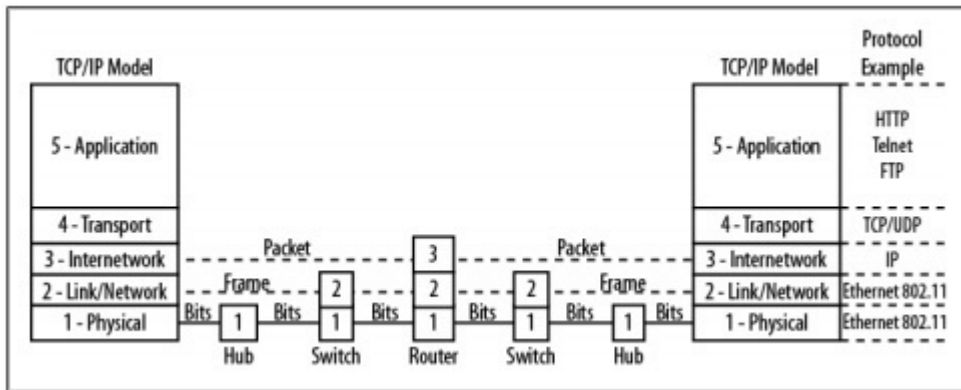 Protocol
TCP/IP Model TCP/IP Model Example
HTTP
5 - Application 5 - Application Telnet
FTP
4 - Transport 4 - Transport TCP/UDP
Packet 3 Packet
3 - Internetwork 3 - Internetwork IP
Frame 2 2 2 Frame
2 - Link/Network 2 - Link/Network Ethernet 802.11
Bits 1 Bits 1 Bits 1 Bits 1 Bits 1 Bits
1 - Physical 1 - Physical Ethernet 802.11
Hub Switch Router Switch Hub